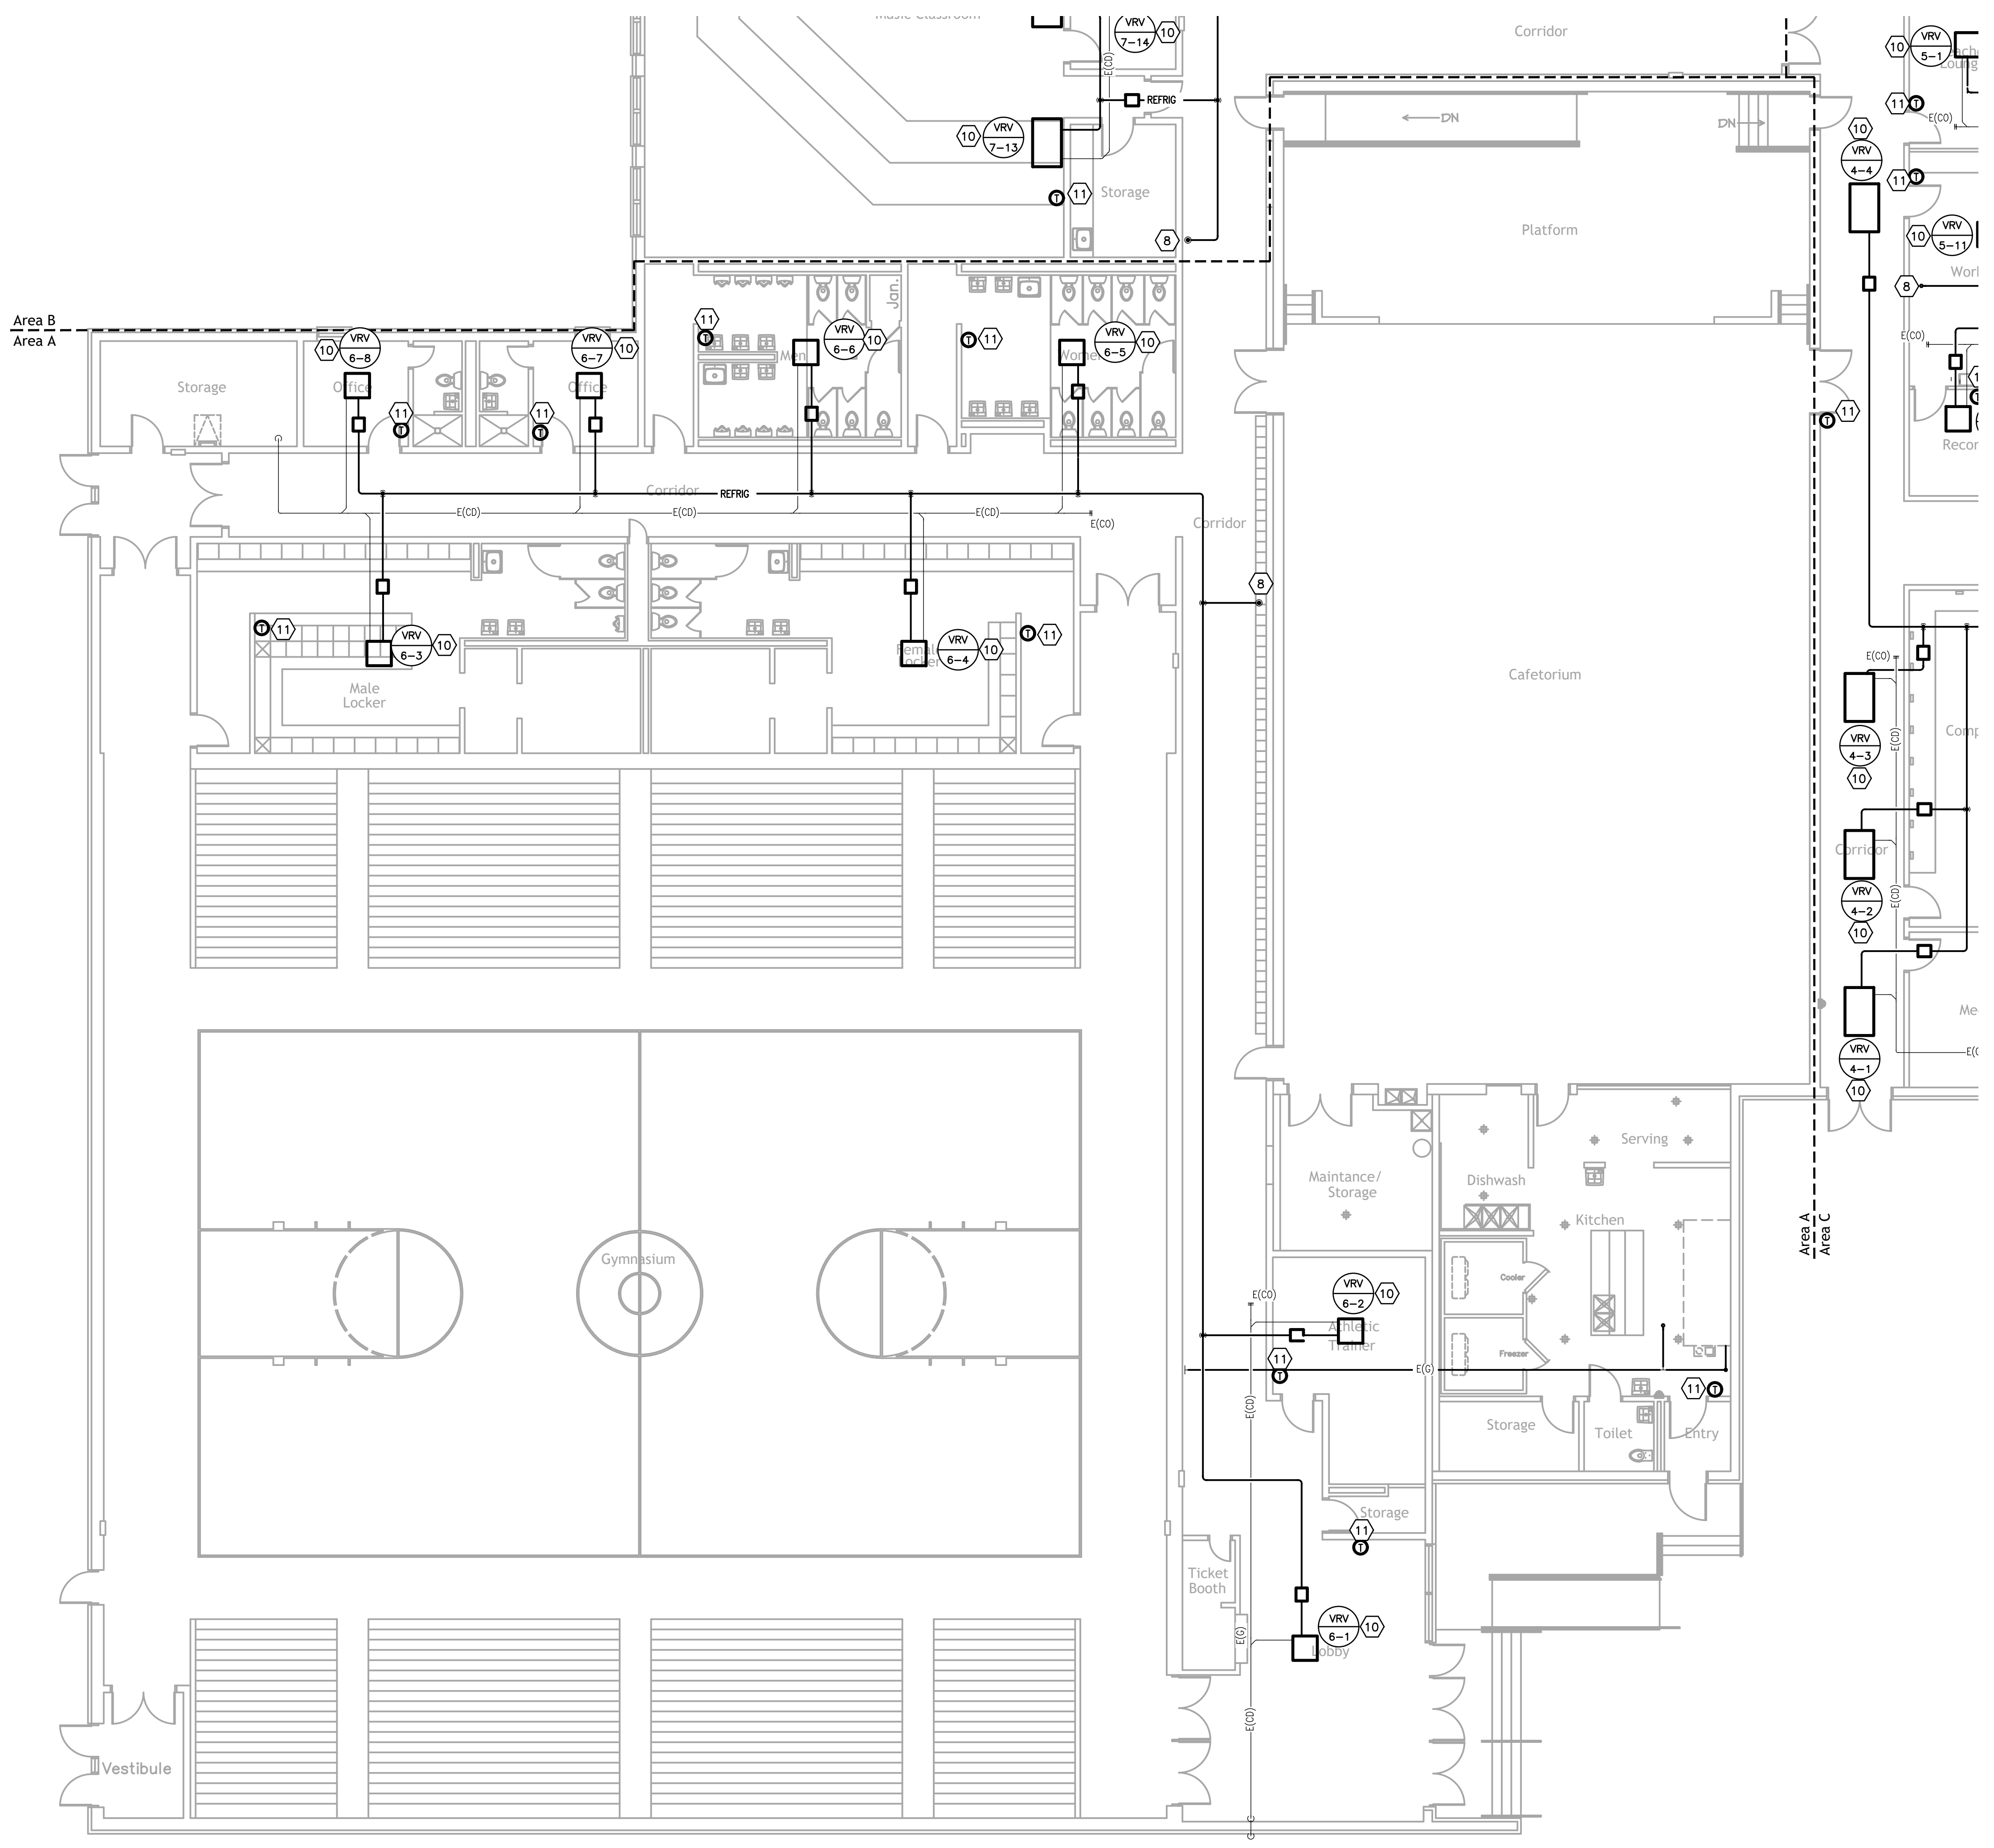 Music Classroom
Corridor
VRV
7-14
10
E(CD)
10
VRV
5-1
REFRIG
10
VRV
7-13
11
Storage
8
DN
DN
Platform
10
VRV
4-4
11
E(CO)
11
10
VRV
5-11
8
E(CO)
Area B
Area A
Storage
10
VRV
6-8
Office
11
VRV
6-7
10
Office
11
11
Men
VRV
6-6
10
Jan.
11
VRV
6-5
10
11
Corridor
REFRIG
E(CD)
E(CD)
E(CD)
E(CO)
Corridor
8
11
VRV
6-3
10
Male
Locker
Female
Locker
VRV
6-4
10
11
Cafetorium
E(CO)
VRV
4-3
10
E(CD)
Corridor
VRV
4-2
10
E(CD)
VRV
4-1
10
Gymnasium
Maintance/
Storage
Dishwash
Serving
Kitchen
Cooler
Freezer
Area A
Area C
E(CO)
VRV
6-2
10
Athletic
Trainer
11
E(G)
11
E(CD)
Storage
Toilet
Entry
Storage
11
Ticket
Booth
E(G)
VRV
6-1
10
Lobby
E(CD)
Vestibule